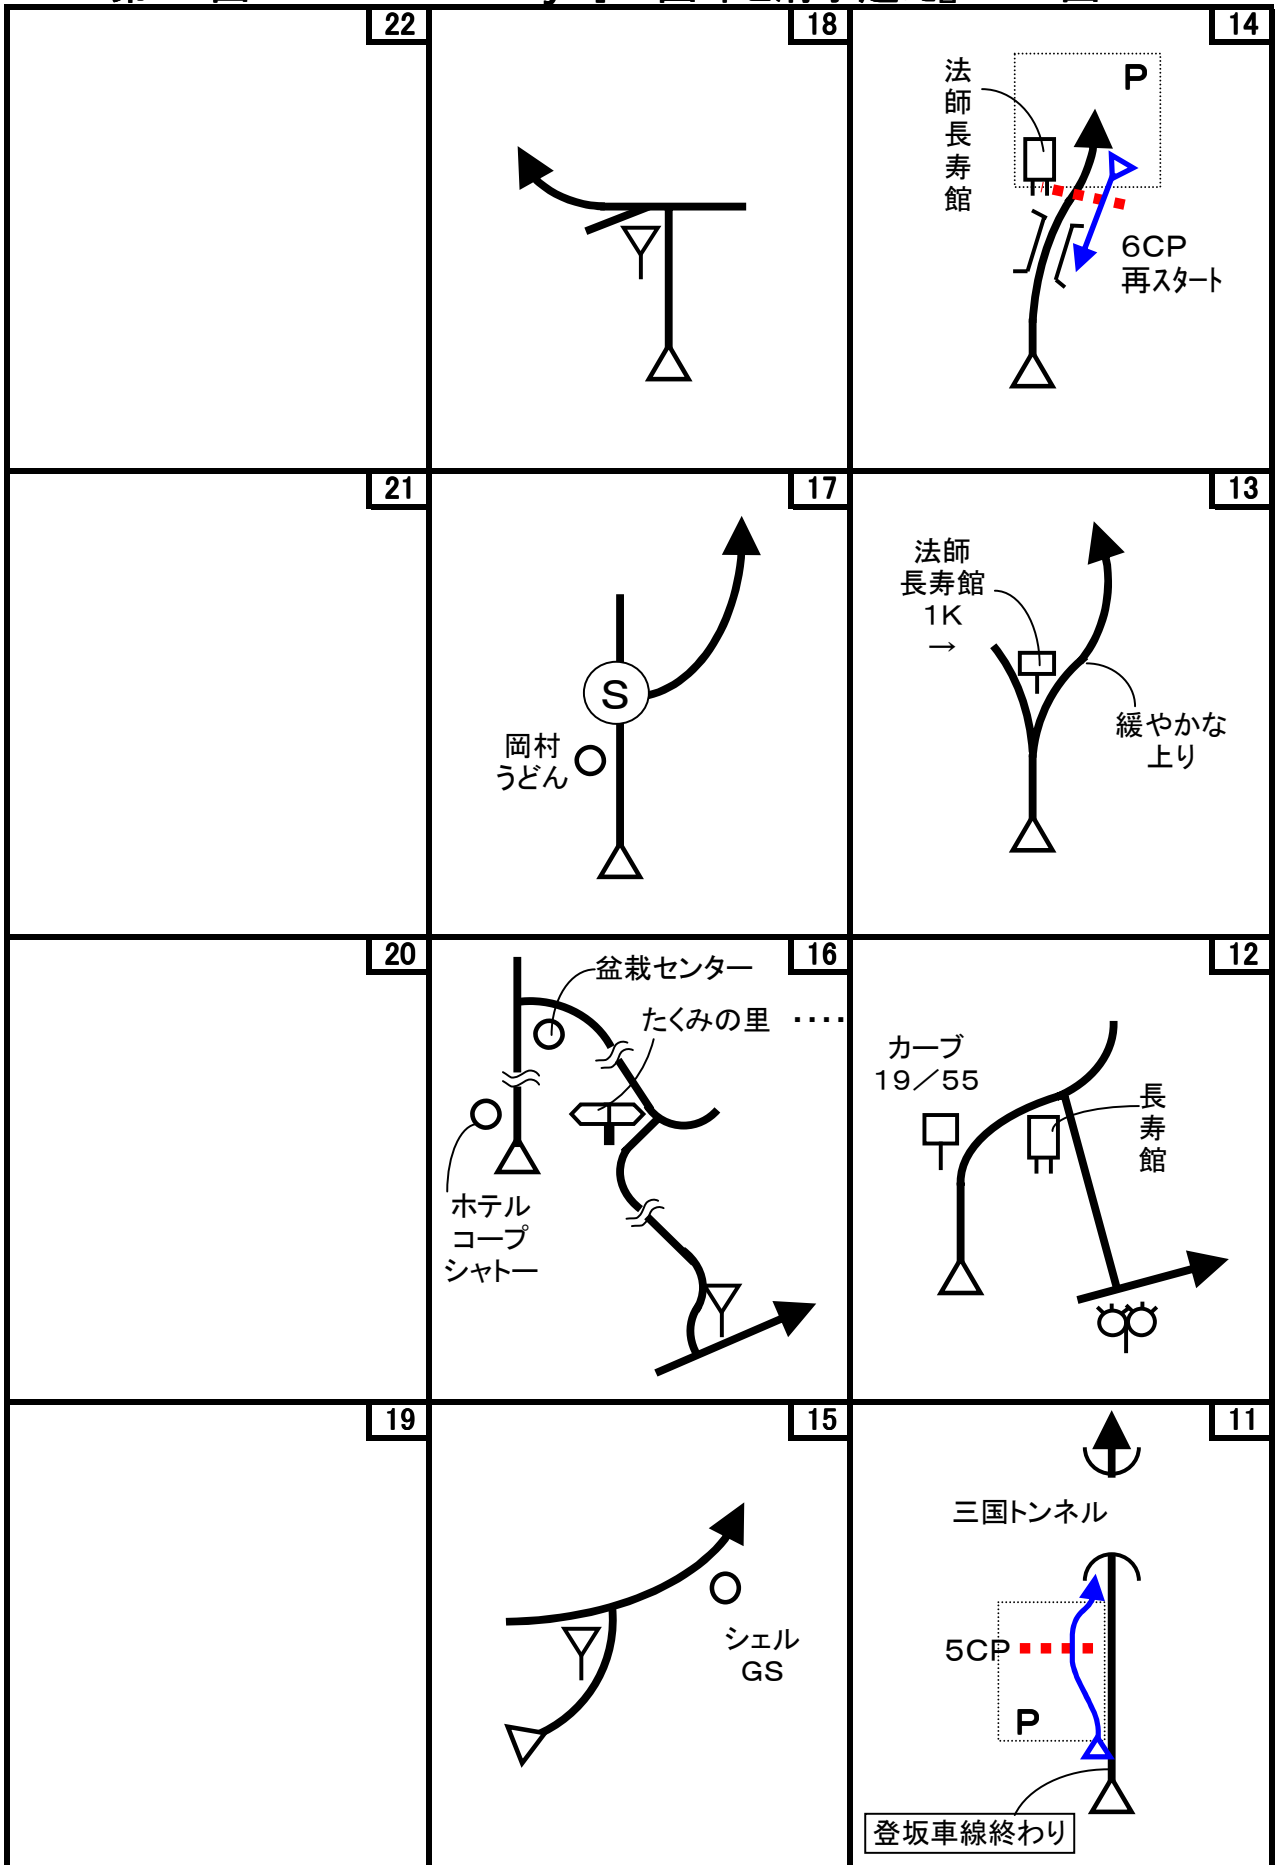 22
18
14
法
師
長
寿
館
P
6CP
再スタート
21
17
岡村
うどん
S
13
法師
長寿館
1K
→
緩やかな
上り
20
16
盆栽センター
たくみの里 ‥‥
ホテル
コープ
シャトー
12
カーブ
19/55
長
寿
館
19
15
シェル
GS
11
三国トンネル
5CP
P
登坂車線終わり